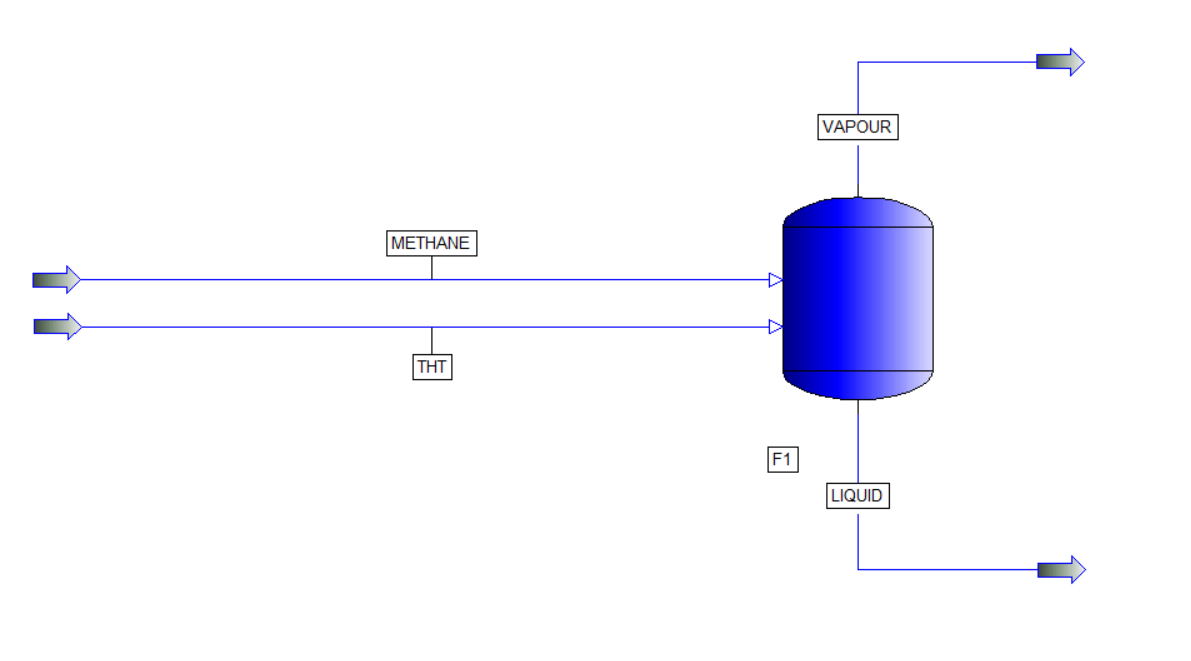 VAPOUR
METHANE
THT
F1
LIQUID